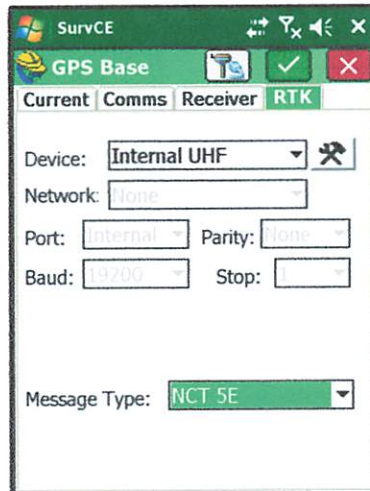 SurvCE
GPS Base
Current Comms Receiver RTK
Device: Internal UHF
Network: None
Port: Internal Parity: None
Baud: 19200 Stop: 1
Message Type: NCT 5E